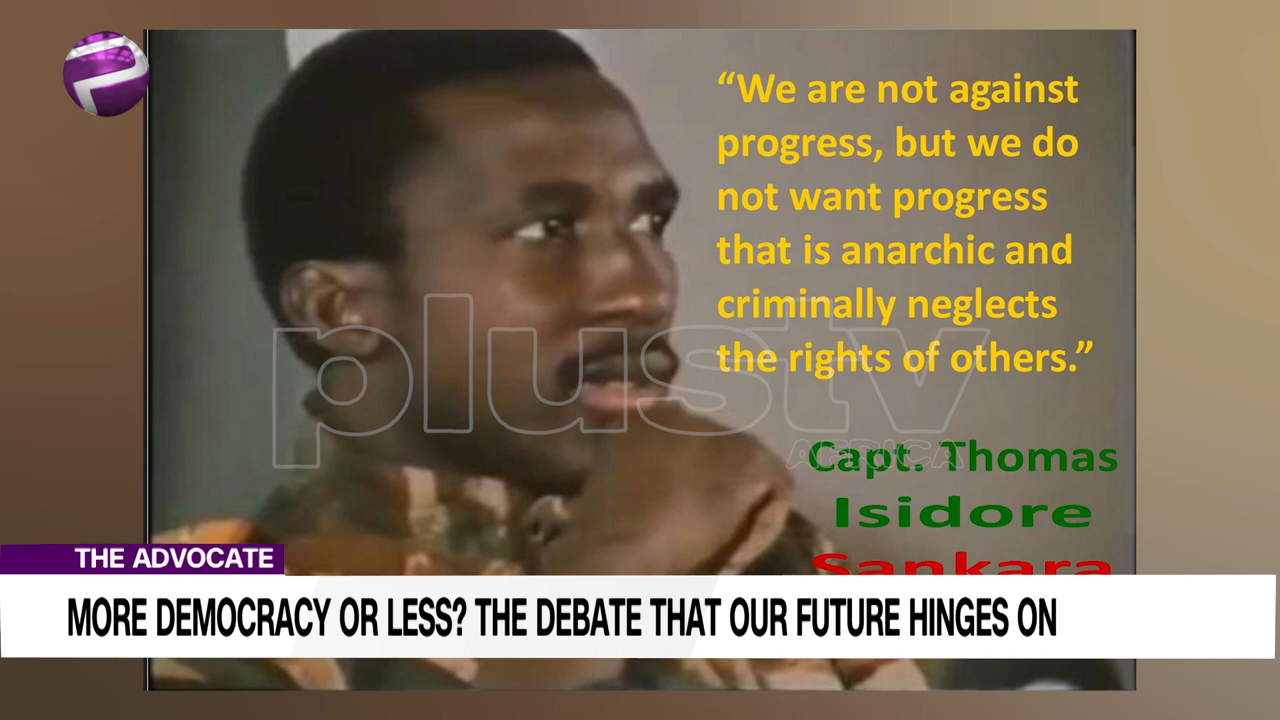 “We are not against
progress, but we do
not want progress
that is anarchic and
criminally neglects
the rights of others.”
plustv
AFRICA
Capt. Thomas
Isidore
Sankara
THE ADVOCATE
MORE DEMOCRACY OR LESS? THE DEBATE THAT OUR FUTURE HINGES ON